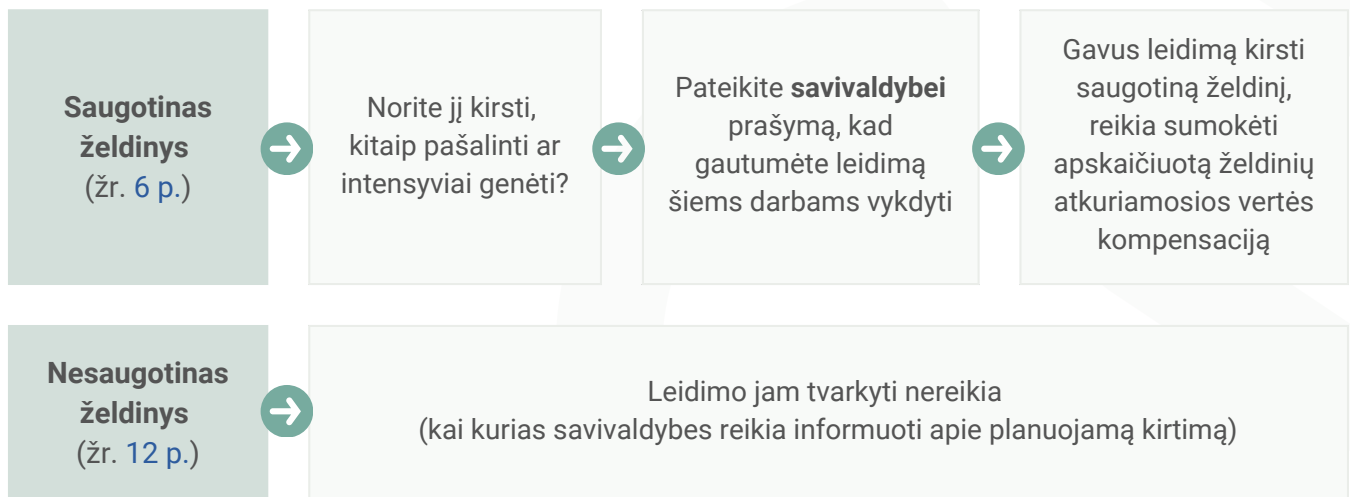 Saugotinas
želdinys
(žr. 6 p.)
Norite jį kirsti,
kitaip pašalinti ar
intensyviai genėti?
Pateikite savivaldybei
prašymą, kad
gautumėte leidimą
šiems darbams vykdyti
Gavus leidimą kirsti
saugotiną želdinį,
reikia sumokėti
apskaičiuotą želdinių
atkuriamosios vertės
kompensaciją
Nesaugotinas
želdinys
(žr. 12 p.)
Leidimo jam tvarkyti nereikia
(kai kurias savivaldybes reikia informuoti apie planuojamą kirtimą)